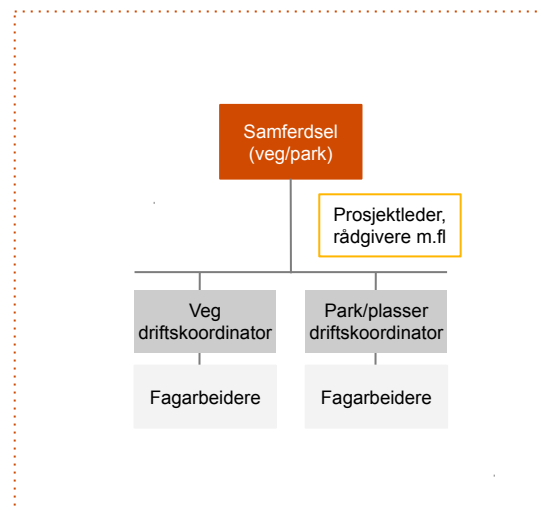 Samferdsel
(veg/park)
Prosjektleder,
rådgivere m.fl
Veg
driftskoordinator
Park/plasser
driftskoordinator
Fagarbeidere
Fagarbeidere